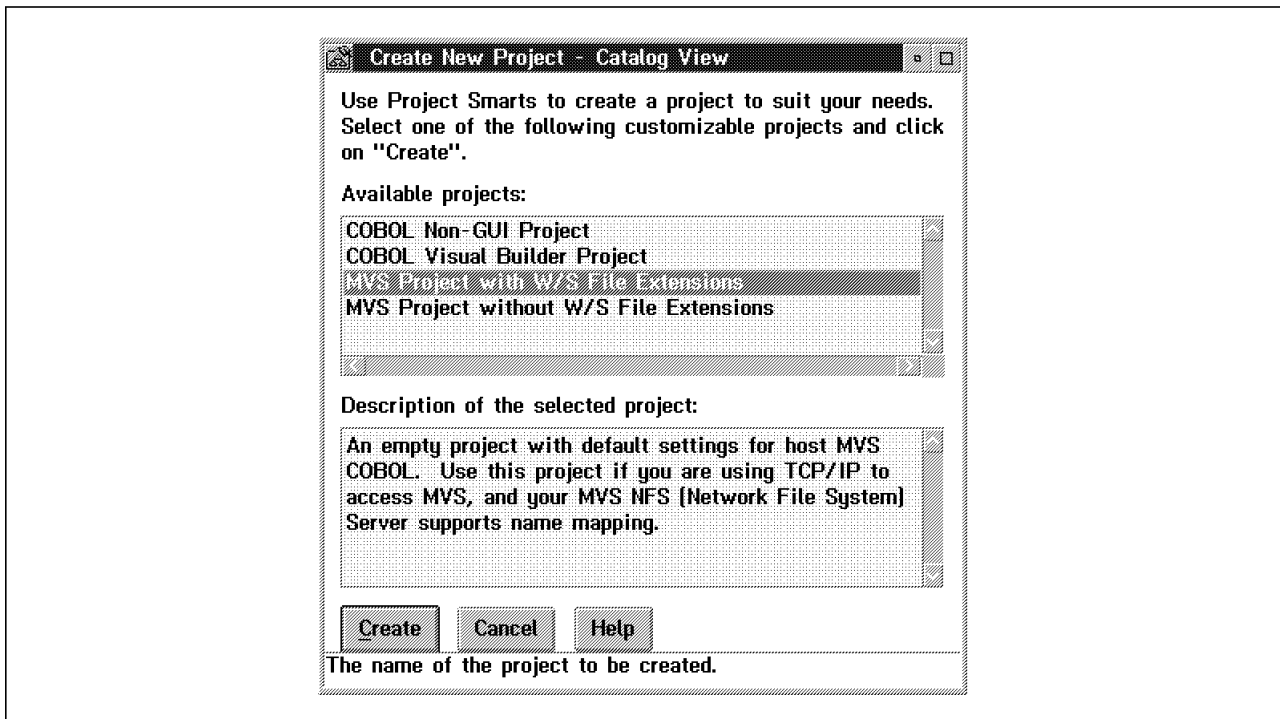 Create New Project - Catalog View
Use Project Smarts to create a project to suit your needs.
Select one of the following customizable projects and click
on "Create".
Available projects:
COBOL Non-GUI Project
COBOL Visual Builder Project
MVS Project with W/S File Extensions
MVS Project without W/S File Extensions
Description of the selected project:
An empty project with default settings for host MVS
COBOL.  Use this project if you are using TCP/IP to
access MVS, and your MVS NFS (Network File System)
Server supports name mapping.
Create Cancel Help
The name of the project to be created.